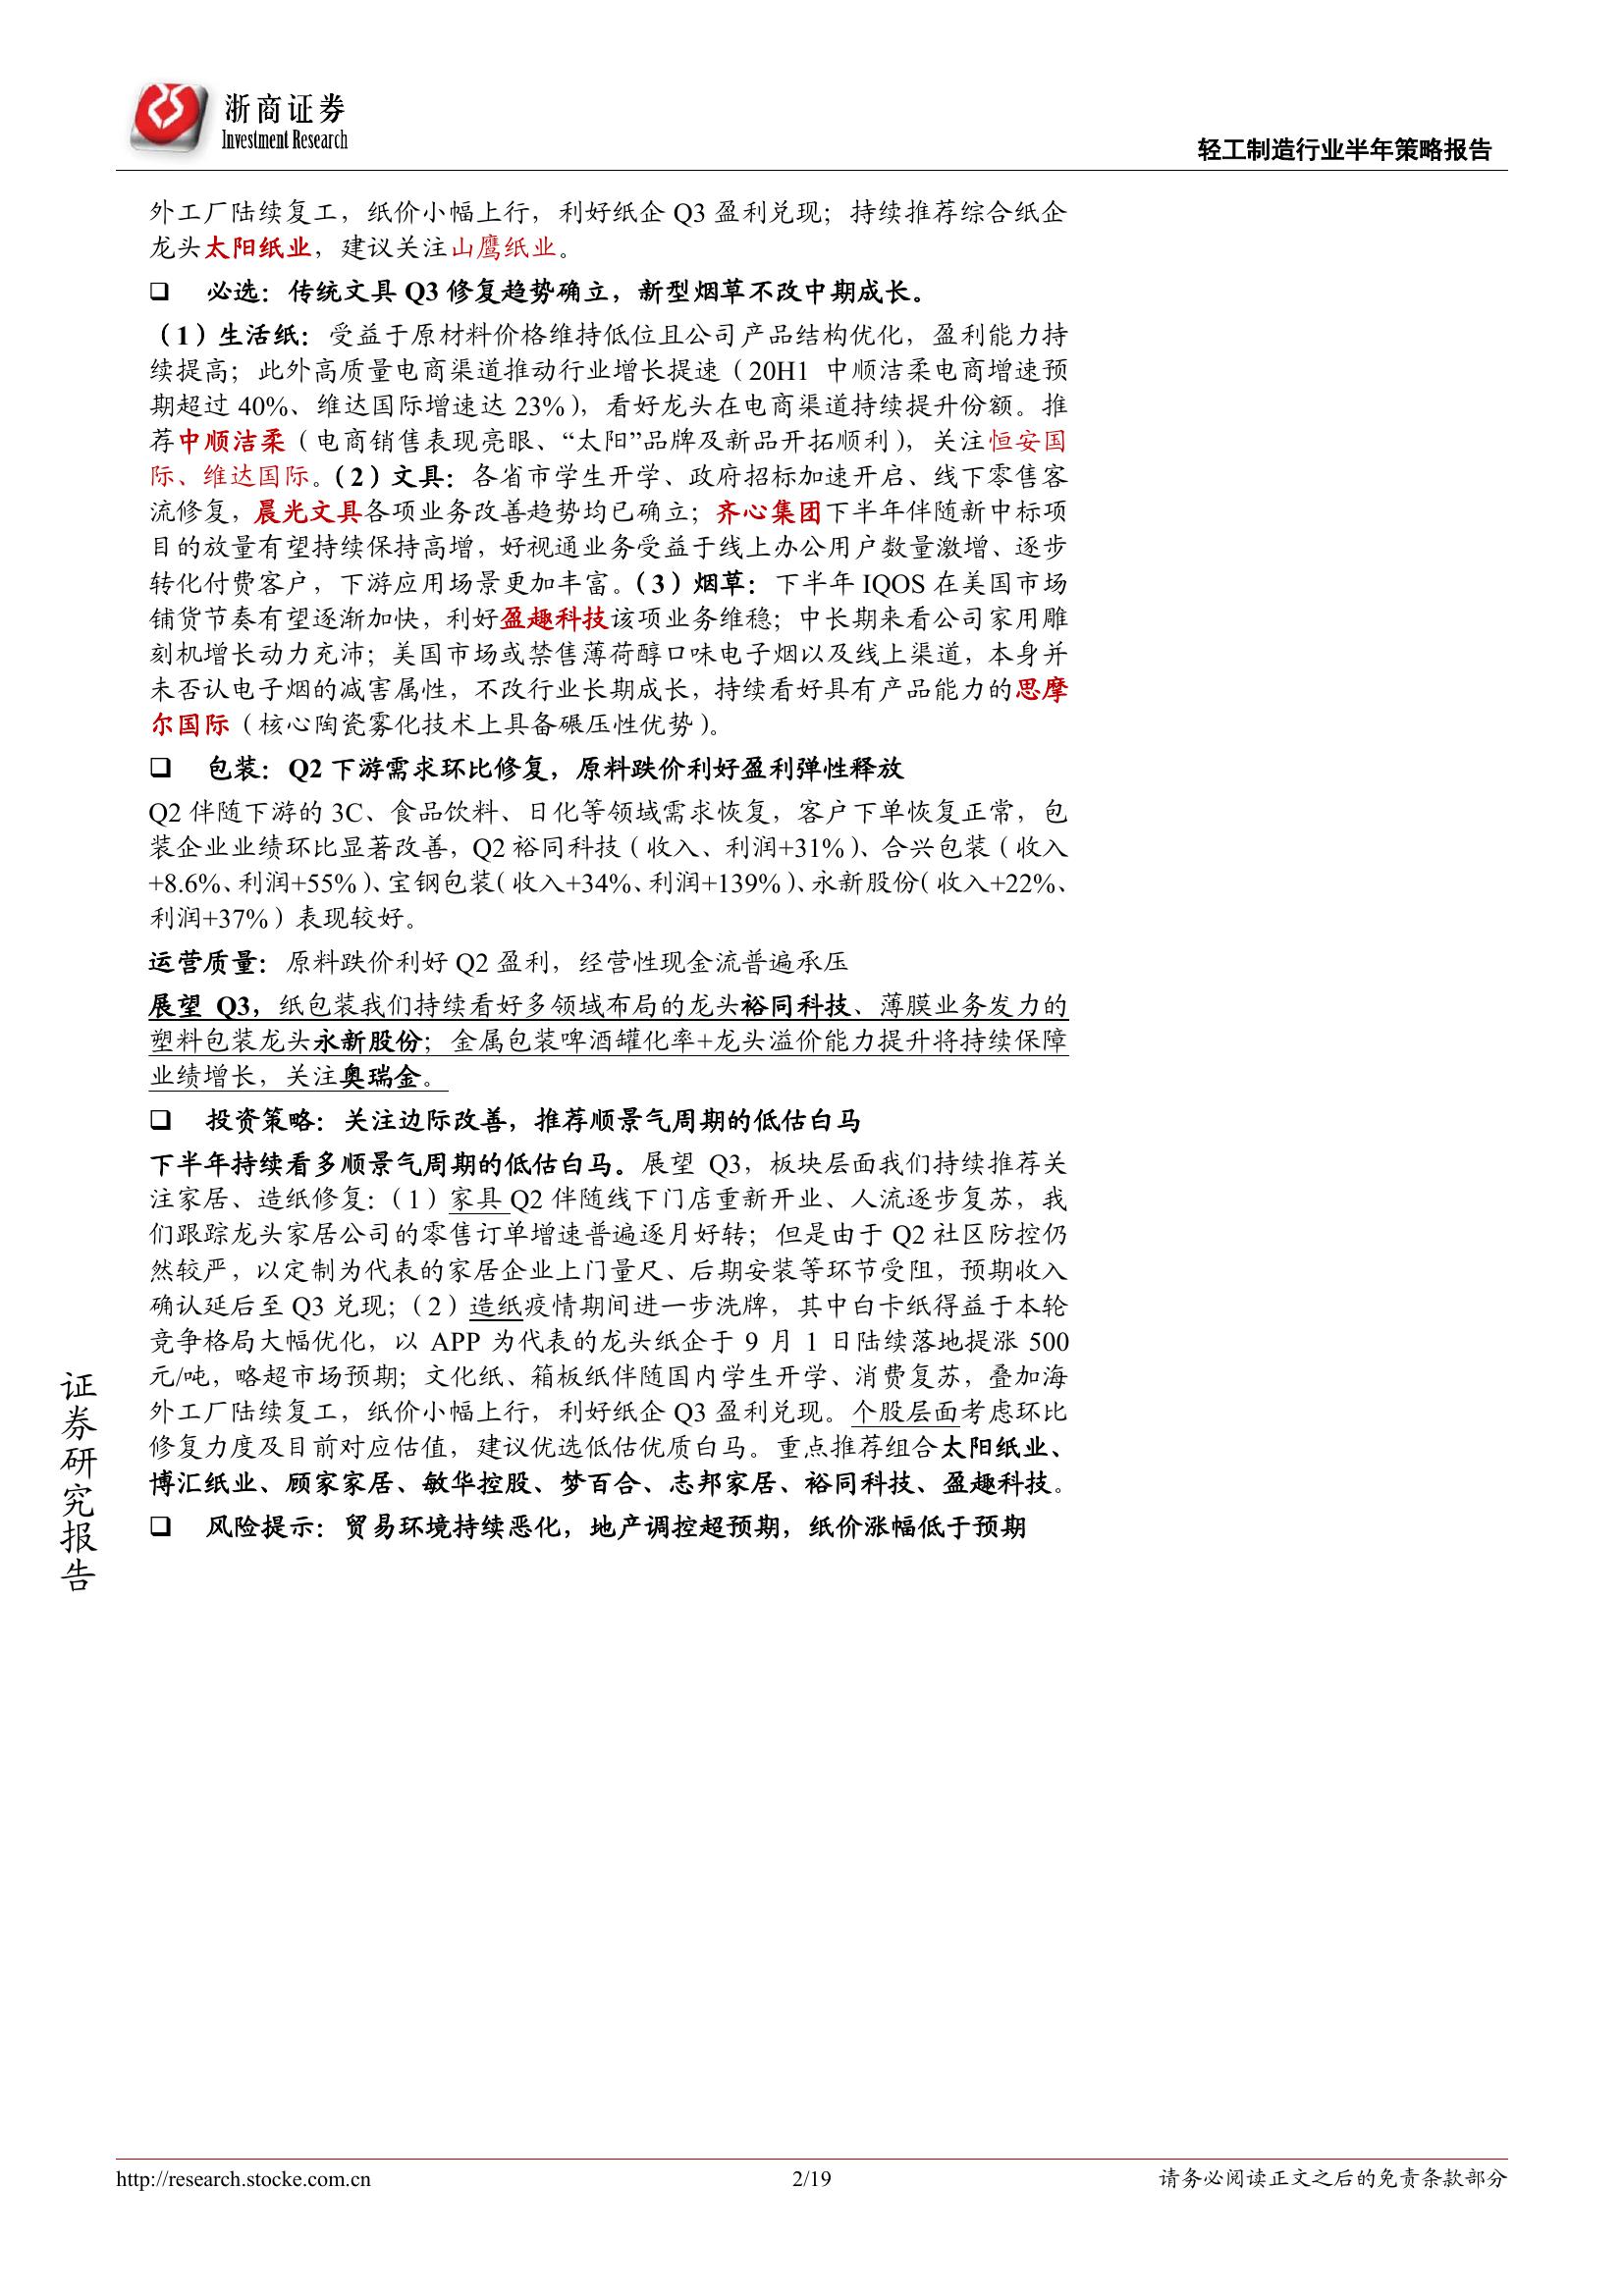 浙商证券
Investment Research
轻工制造行业半年策略报告
外工厂陆续复工，纸价小幅上行，利好纸企 Q3 盈利兑现；持续推荐综合纸企
龙头太阳纸业，建议关注山鹰纸业。
❑ 必选：传统文具 Q3 修复趋势确立，新型烟草不改中期成长。
（1）生活纸：受益于原材料价格维持低位且公司产品结构优化，盈利能力持
续提高；此外高质量电商渠道推动行业增长提速（20H1 中顺洁柔电商增速预
期超过 40%、维达国际增速达 23%），看好龙头在电商渠道持续提升份额。推
荐中顺洁柔（电商销售表现亮眼、“太阳”品牌及新品开拓顺利），关注恒安国
际、维达国际。（2）文具：各省市学生开学、政府招标加速开启、线下零售客
流修复，晨光文具各项业务改善趋势均已确立；齐心集团下半年伴随新中标项
目的放量有望持续保持高增，好视通业务受益于线上办公用户数量激增、逐步
转化付费客户，下游应用场景更加丰富。（3）烟草：下半年 IQOS 在美国市场
铺货节奏有望逐渐加快，利好盈趣科技该项业务维稳；中长期来看公司家用雕
刻机增长动力充沛；美国市场或禁售薄荷醇口味电子烟以及线上渠道，本身并
未否认电子烟的减害属性，不改行业长期成长，持续看好具有产品能力的思摩
尔国际（核心陶瓷雾化技术上具备碾压性优势）。
❑ 包装：Q2 下游需求环比修复，原料跌价利好盈利弹性释放
Q2 伴随下游的 3C、食品饮料、日化等领域需求恢复，客户下单恢复正常，包
装企业业绩环比显著改善，Q2 裕同科技（收入、利润+31%）、合兴包装（收入
+8.6%、利润+55%）、宝钢包装（收入+34%、利润+139%）、永新股份（收入+22%、
利润+37%）表现较好。
运营质量：原料跌价利好 Q2 盈利，经营性现金流普遍承压
展望 Q3，纸包装我们持续看好多领域布局的龙头裕同科技、薄膜业务发力的
塑料包装龙头永新股份；金属包装啤酒罐化率+龙头溢价能力提升将持续保障
业绩增长，关注奥瑞金。
❑ 投资策略：关注边际改善，推荐顺景气周期的低估白马
下半年持续看多顺景气周期的低估白马。展望 Q3，板块层面我们持续推荐关
注家居、造纸修复：（1）家具 Q2 伴随线下门店重新开业、人流逐步复苏，我
们跟踪龙头家居公司的零售订单增速普遍逐月好转；但是由于 Q2 社区防控仍
然较严，以定制为代表的家居企业上门量尺、后期安装等环节受阻，预期收入
确认延后至 Q3 兑现；（2）造纸疫情期间进一步洗牌，其中白卡纸得益于本轮
竞争格局大幅优化，以 APP 为代表的龙头纸企于 9 月 1 日陆续落地提涨 500
元/吨，略超市场预期；文化纸、箱板纸伴随国内学生开学、消费复苏，叠加海
外工厂陆续复工，纸价小幅上行，利好纸企 Q3 盈利兑现。个股层面考虑环比
修复力度及目前对应估值，建议优选低估优质白马。重点推荐组合太阳纸业、
博汇纸业、顾家家居、敏华控股、梦百合、志邦家居、裕同科技、盈趣科技。
❑ 风险提示：贸易环境持续恶化，地产调控超预期，纸价涨幅低于预期
证券研究报告
http://research.stocke.com.cn
2/19
请务必阅读正文之后的免责条款部分